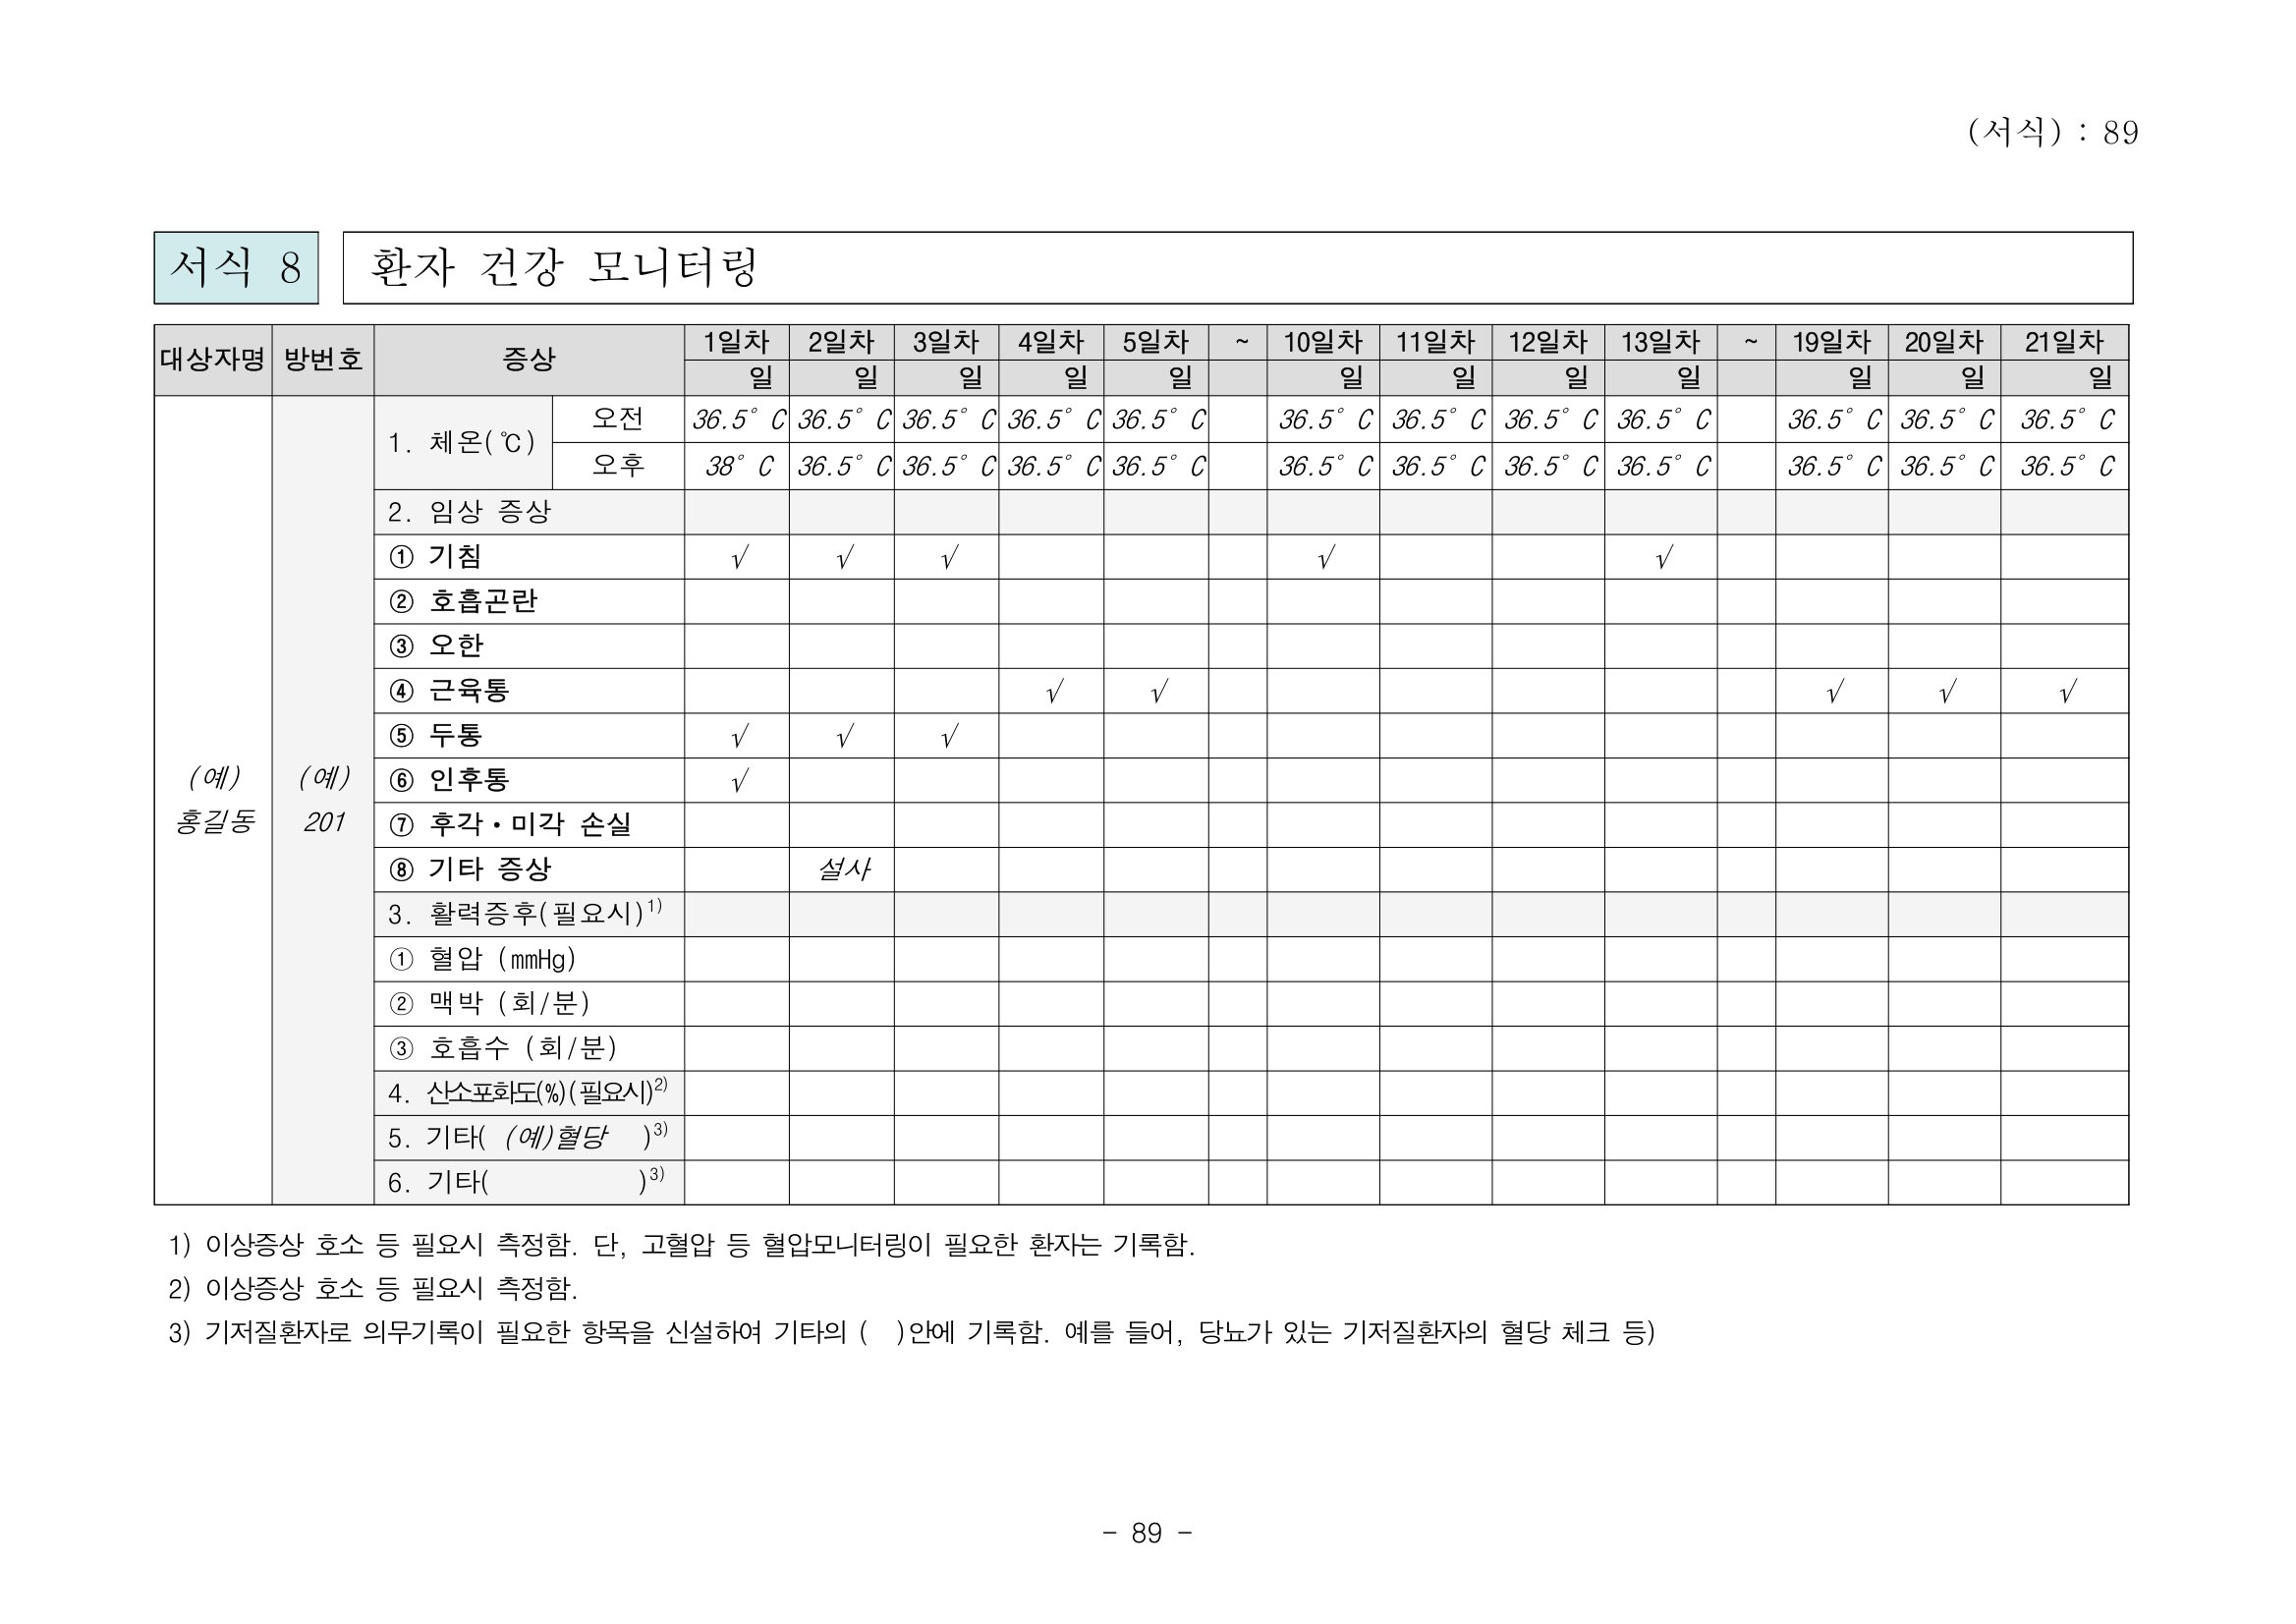 (서식) : 89
서식 8 환자 건강 모니터링
대상자명 방번호 증상 1일차 2일차 3일차 4일차 5일차 ~ 10일차 11일차 12일차 13일차 ~ 19일차 20일차 21일차
일 일 일 일 일 일 일 일 일 일 일 일
1. 체온(℃) 오전 36.5˚ C 36.5˚ C 36.5˚ C 36.5˚ C 36.5˚ C 36.5˚ C 36.5˚ C 36.5˚ C 36.5˚ C 36.5˚ C 36.5˚ C 36.5˚ C
오후 38˚ C 36.5˚ C 36.5˚ C 36.5˚ C 36.5˚ C 36.5˚ C 36.5˚ C 36.5˚ C 36.5˚ C 36.5˚ C 36.5˚ C 36.5˚ C
2. 임상 증상
① 기침 √ √ √ √ √
② 호흡곤란
③ 오한
④ 근육통 √ √ √ √ √
⑤ 두통 √ √ √
(예) (예)
⑥ 인후통 √
홍길동 201
⑦ 후각·미각 손실
⑧ 기타 증상 설사
3. 활력증후(필요시)1)
① 혈압 (mmHg)
② 맥박 (회/분)
③ 호흡수 (회/분)
4. 산소포화도(%)(필요시)2)
5. 기타( (예)혈당 )3)
6. 기타( )3)
1) 이상증상 호소 등 필요시 측정함. 단, 고혈압 등 혈압모니터링이 필요한 환자는 기록함.
2) 이상증상 호소 등 필요시 측정함.
3) 기저질환자로 의무기록이 필요한 항목을 신설하여 기타의 ( )안에 기록함. 예를 들어, 당뇨가 있는 기저질환자의 혈당 체크 등)
- 89 -